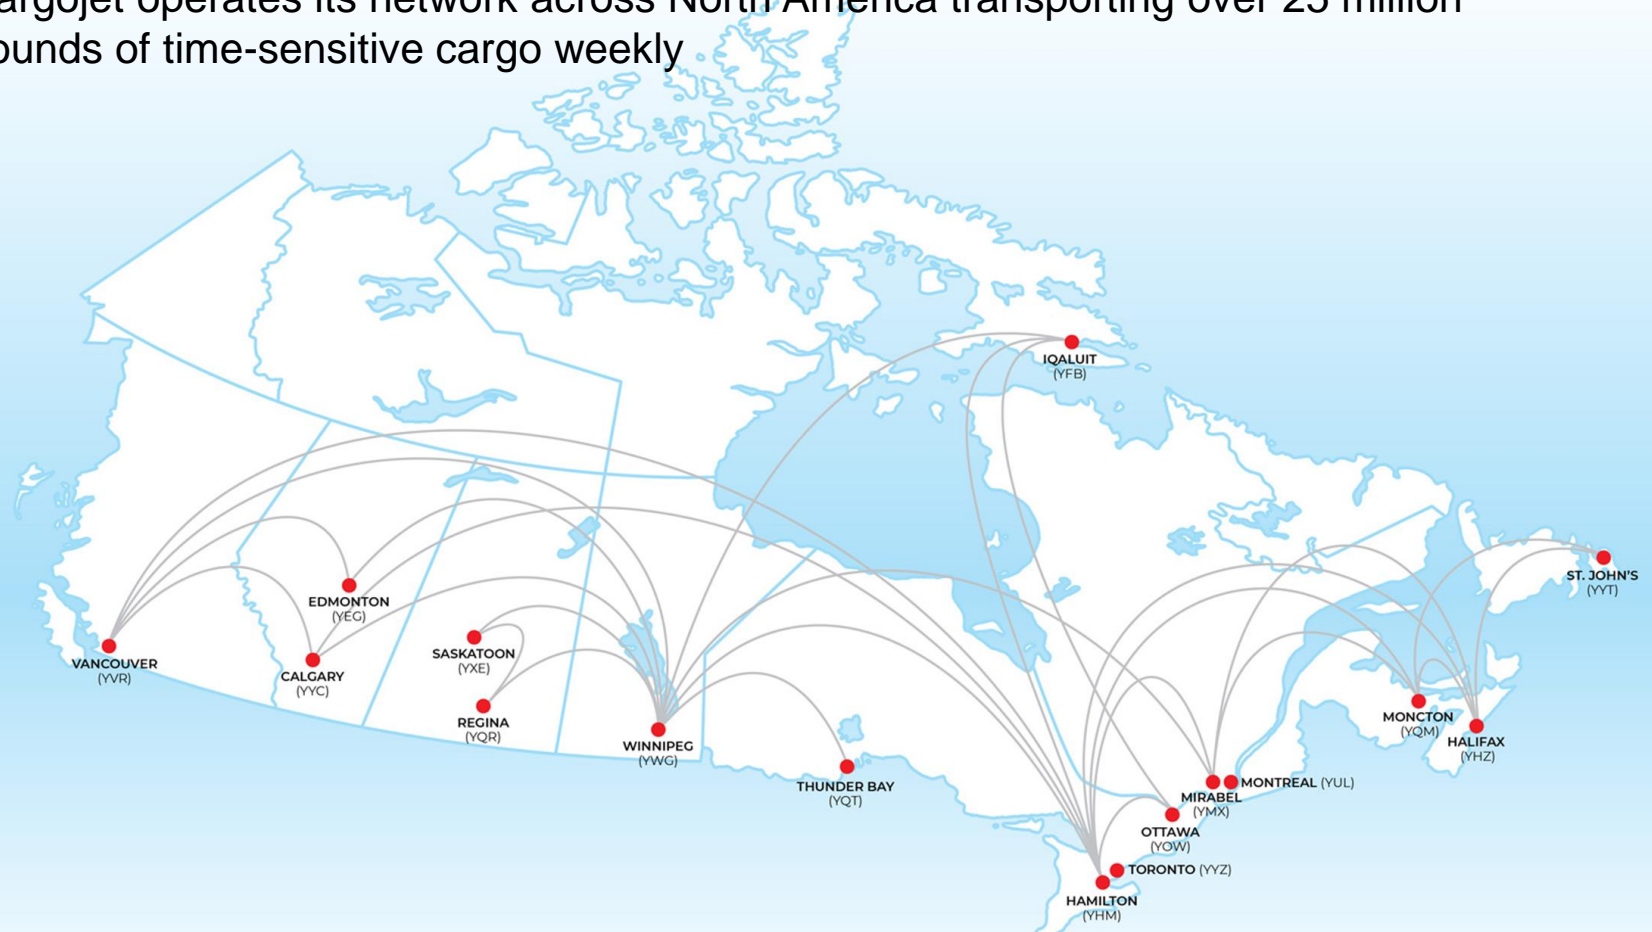 argojet operates its network across North America transporting over 25 million
ounds of time-sensitive cargo weekly
IQALUIT
(YFB)
ST. JOHN'S
(YYT)
EDMONTON
(YEG)
VANCOUVER
(YVR)
CALGARY
(YYC)
SASKATOON
(YXE)
REGINA
(YQR)
WINNIPEG
(YWG)
THUNDER BAY
(YQT)
MONCTON
(YQM)
HALIFAX
(YHZ)
MONTREAL (YUL)
MIRABEL
(YMX)
OTTAWA
(YOW)
TORONTO (YYZ)
HAMILTON
(YHM)